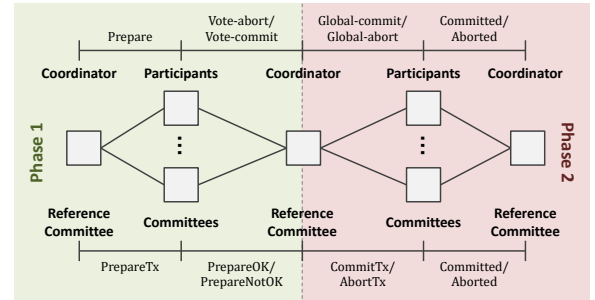 Vote-abort/ Global-commit/ Committed/
Prepare Vote-commit Global-abort Aborted
Coordinator Participants Coordinator Participants Coordinator
Phase 1
Phase 2
Reference Committees Reference Committees Reference
Committee Committee Committee
PrepareTx PrepareOK/ CommitTx/ Committed/
PrepareNotOK AbortTx Aborted